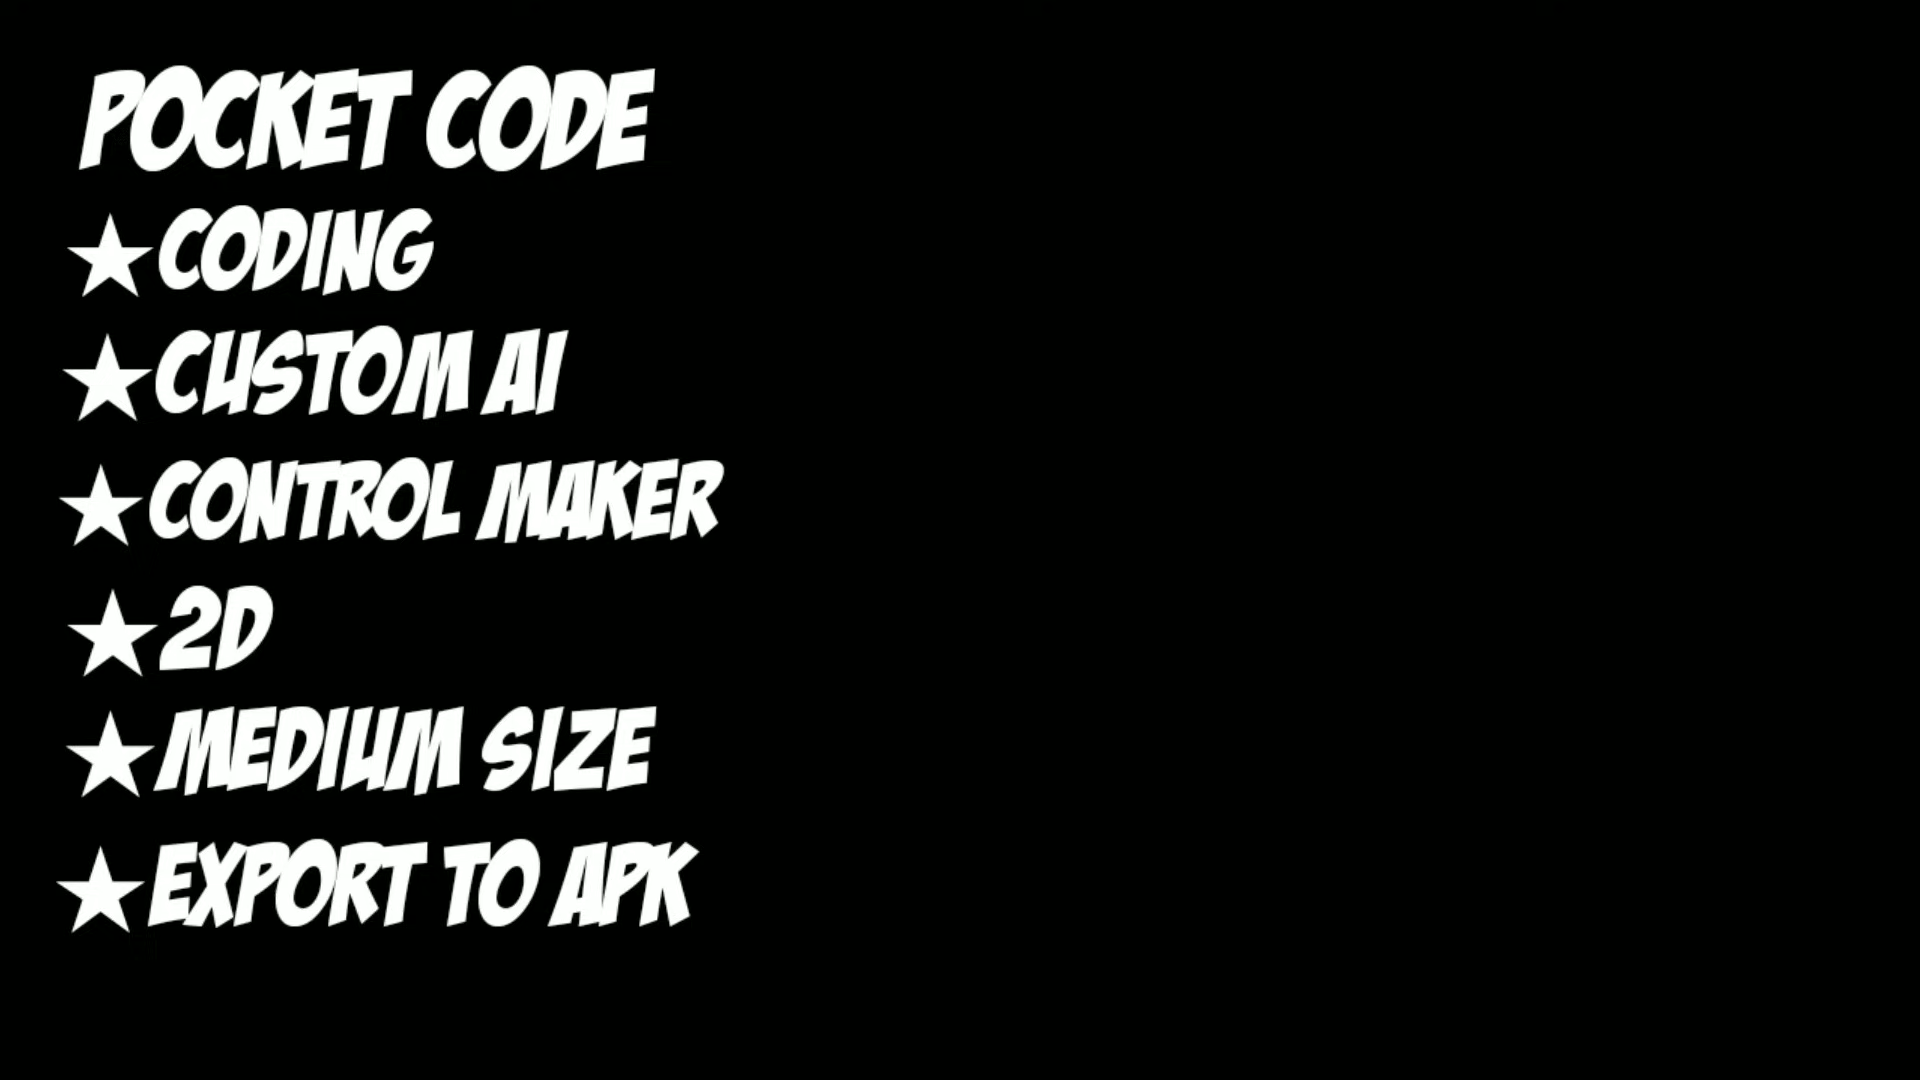 POCKET CODE
★CODING
★CUSTOM AI
★CONTROL MAKER
★2D
★MEDIUM SIZE
★EXPORT TO APK